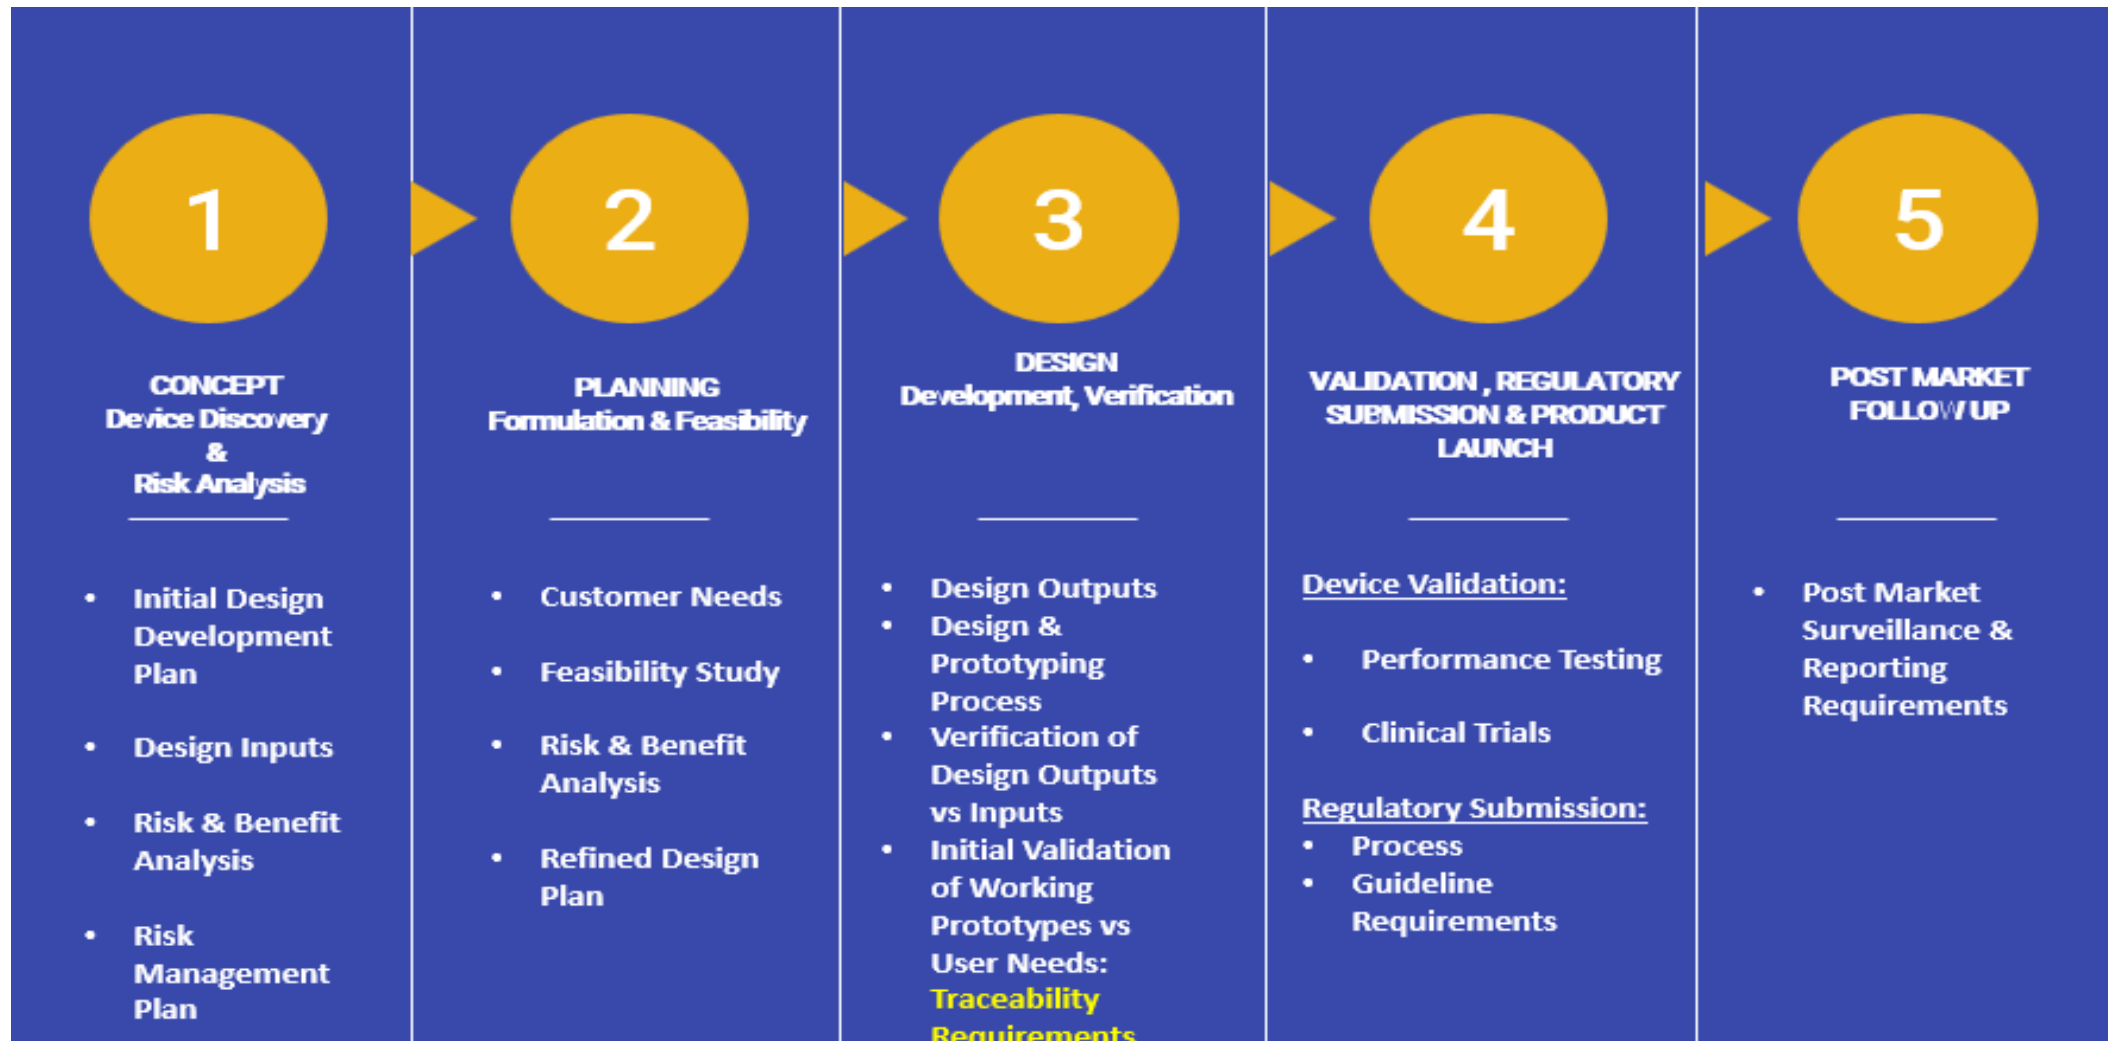 1
CONCEPT
Device Discovery
&
Risk Analysis
• Initial Design
Development
Plan
• Design Inputs
• Risk & Benefit
Analysis
• Risk
Management
Plan
2
PLANNING
Formulation & Feasibility
• Customer Needs
• Feasibility Study
• Risk & Benefit
Analysis
• Refined Design
Plan
3
DESIGN
Development, Verification
• Design Outputs
• Design &
Prototyping
Process
• Verification of
Design Outputs
vs Inputs
• Initial Validation
of Working
Prototypes vs
User Needs:
Traceability
Requirements
4
VALIDATION , REGULATORY
SUBMISSION & PRODUCT
LAUNCH
Device Validation:
• Performance Testing
• Clinical Trials
Regulatory Submission:
• Process
• Guideline
Requirements
5
POST MARKET
FOLLOW UP
• Post Market
Surveillance &
Reporting
Requirements